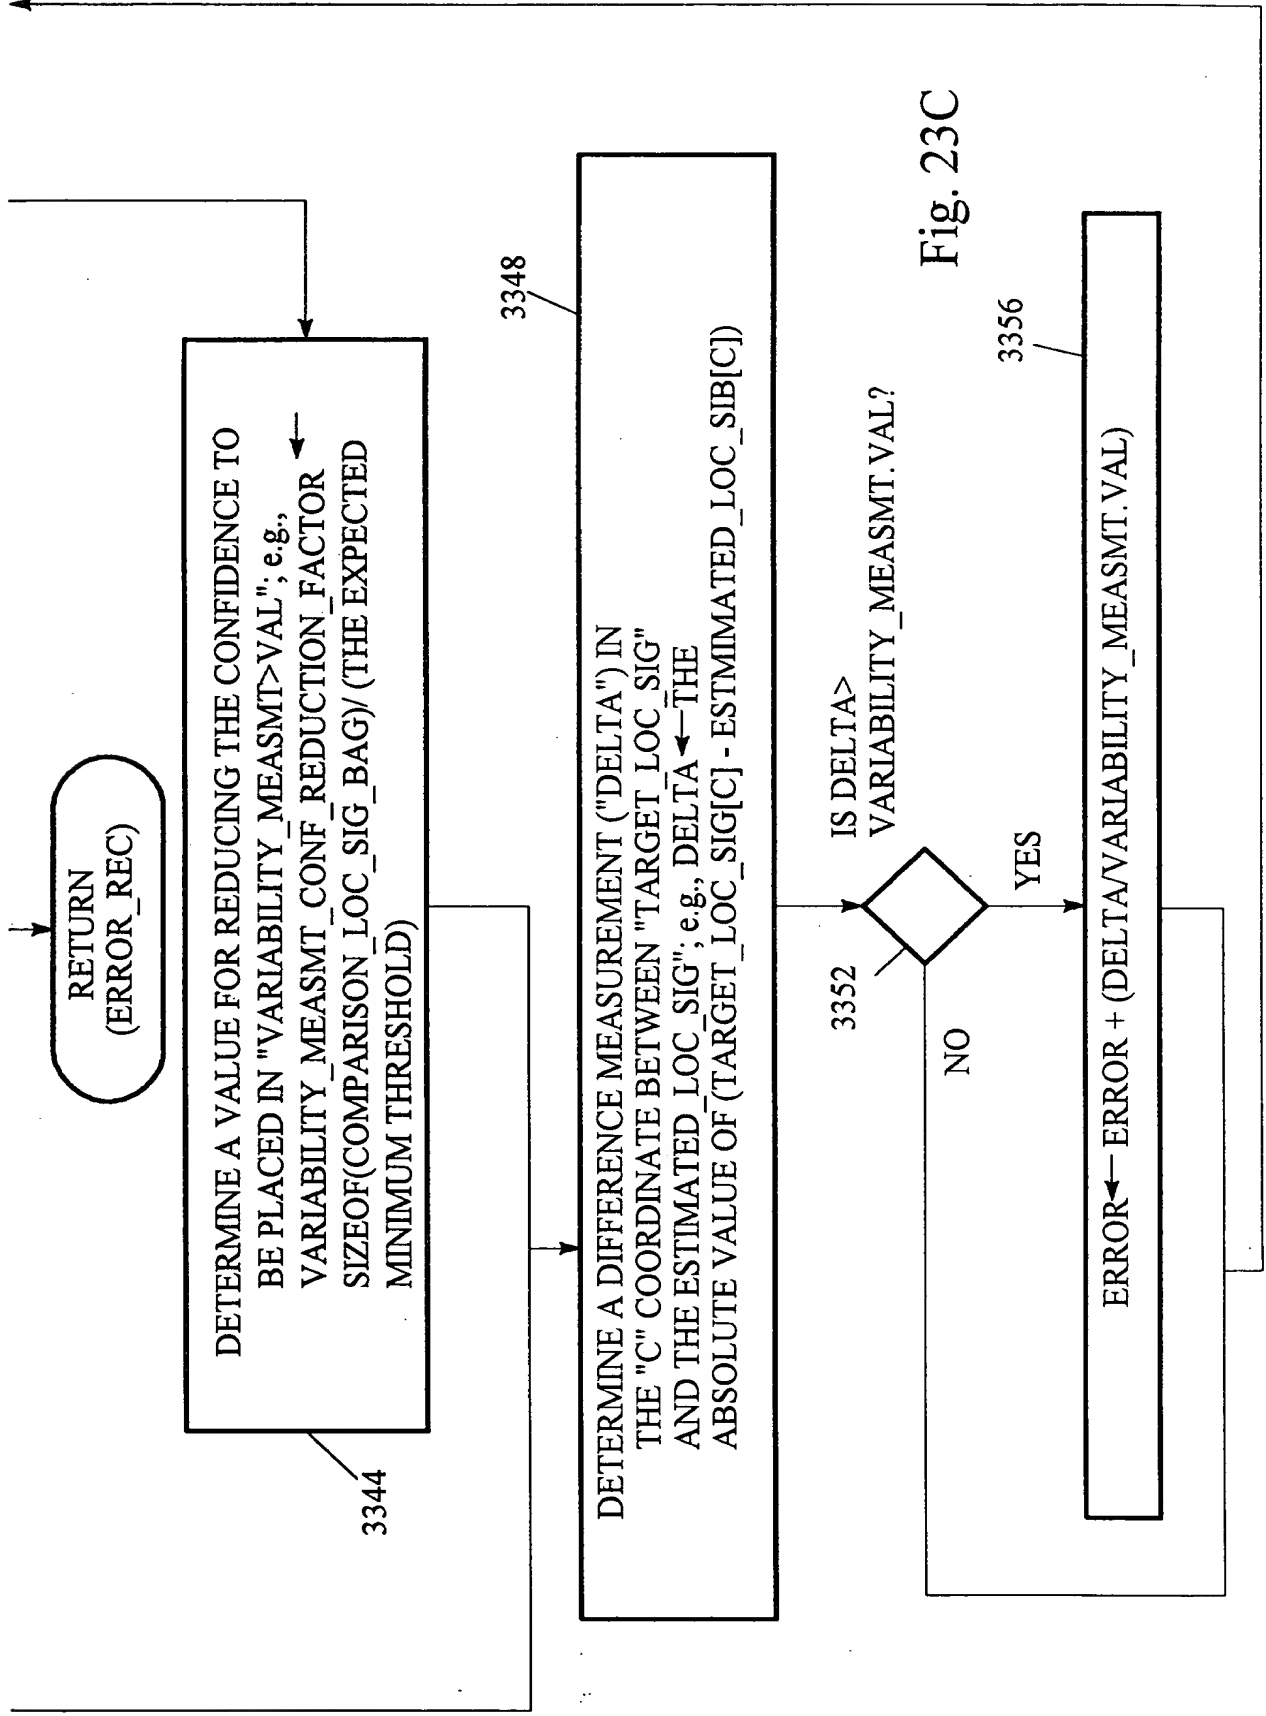 RETURN
(ERROR_REC)
DETERMINE A VALUE FOR REDUCING THE CONFIDENCE TO
BE PLACED IN "VARIABILITY_MEASMT>VAL"; e.g.,
VARIABILITY_MEASMT_CONF_REDUCTION_FACTOR ←
SIZEOF(COMPARISON_LOC_SIG_BAG)/ (THE EXPECTED
MINIMUM THRESHOLD)
3344
3348
DETERMINE A DIFFERENCE MEASUREMENT ("DELTA") IN
THE "C" COORDINATE BETWEEN "TARGET_LOC_SIG"
AND THE ESTIMATED_LOC_SIG"; e.g., DELTA ← THE
ABSOLUTE VALUE OF (TARGET_LOC_SIG[C] - ESTMIMATED_LOC_SIB[C])
IS DELTA>
VARIABILITY_MEASMT.VAL?
3352
NO
YES
3356
ERROR ← ERROR + (DELTA/VARIABILITY_MEASMT.VAL)
Fig. 23C